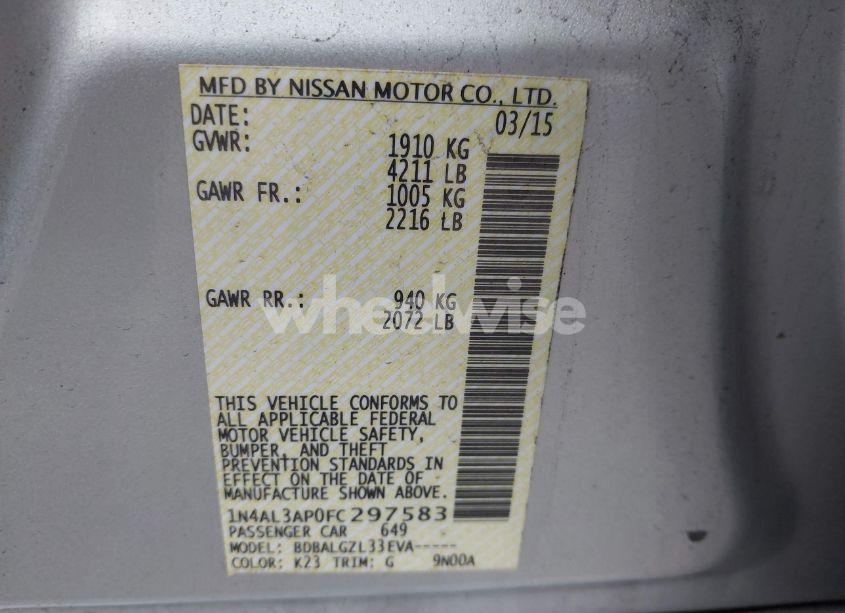 MFD BY NISSAN MOTOR CO., LTD.
DATE: 03/15
GVWR: 1910 KG
4211 LB
GAWR FR.: 1005 KG
2216 LB
GAWR RR.: 940 KG
2072 LB
wheelwise
THIS VEHICLE CONFORMS TO
ALL APPLICABLE FEDERAL
MOTOR VEHICLE SAFETY,
BUMPER, AND THEFT
PREVENTION STANDARDS IN
EFFECT ON THE DATE OF
MANUFACTURE SHOWN ABOVE.
1N4AL3AP0FC297583
PASSENGER CAR 649
MODEL: BDBALGZL33EVA-----
COLOR: K23 TRIM: G 9N00A